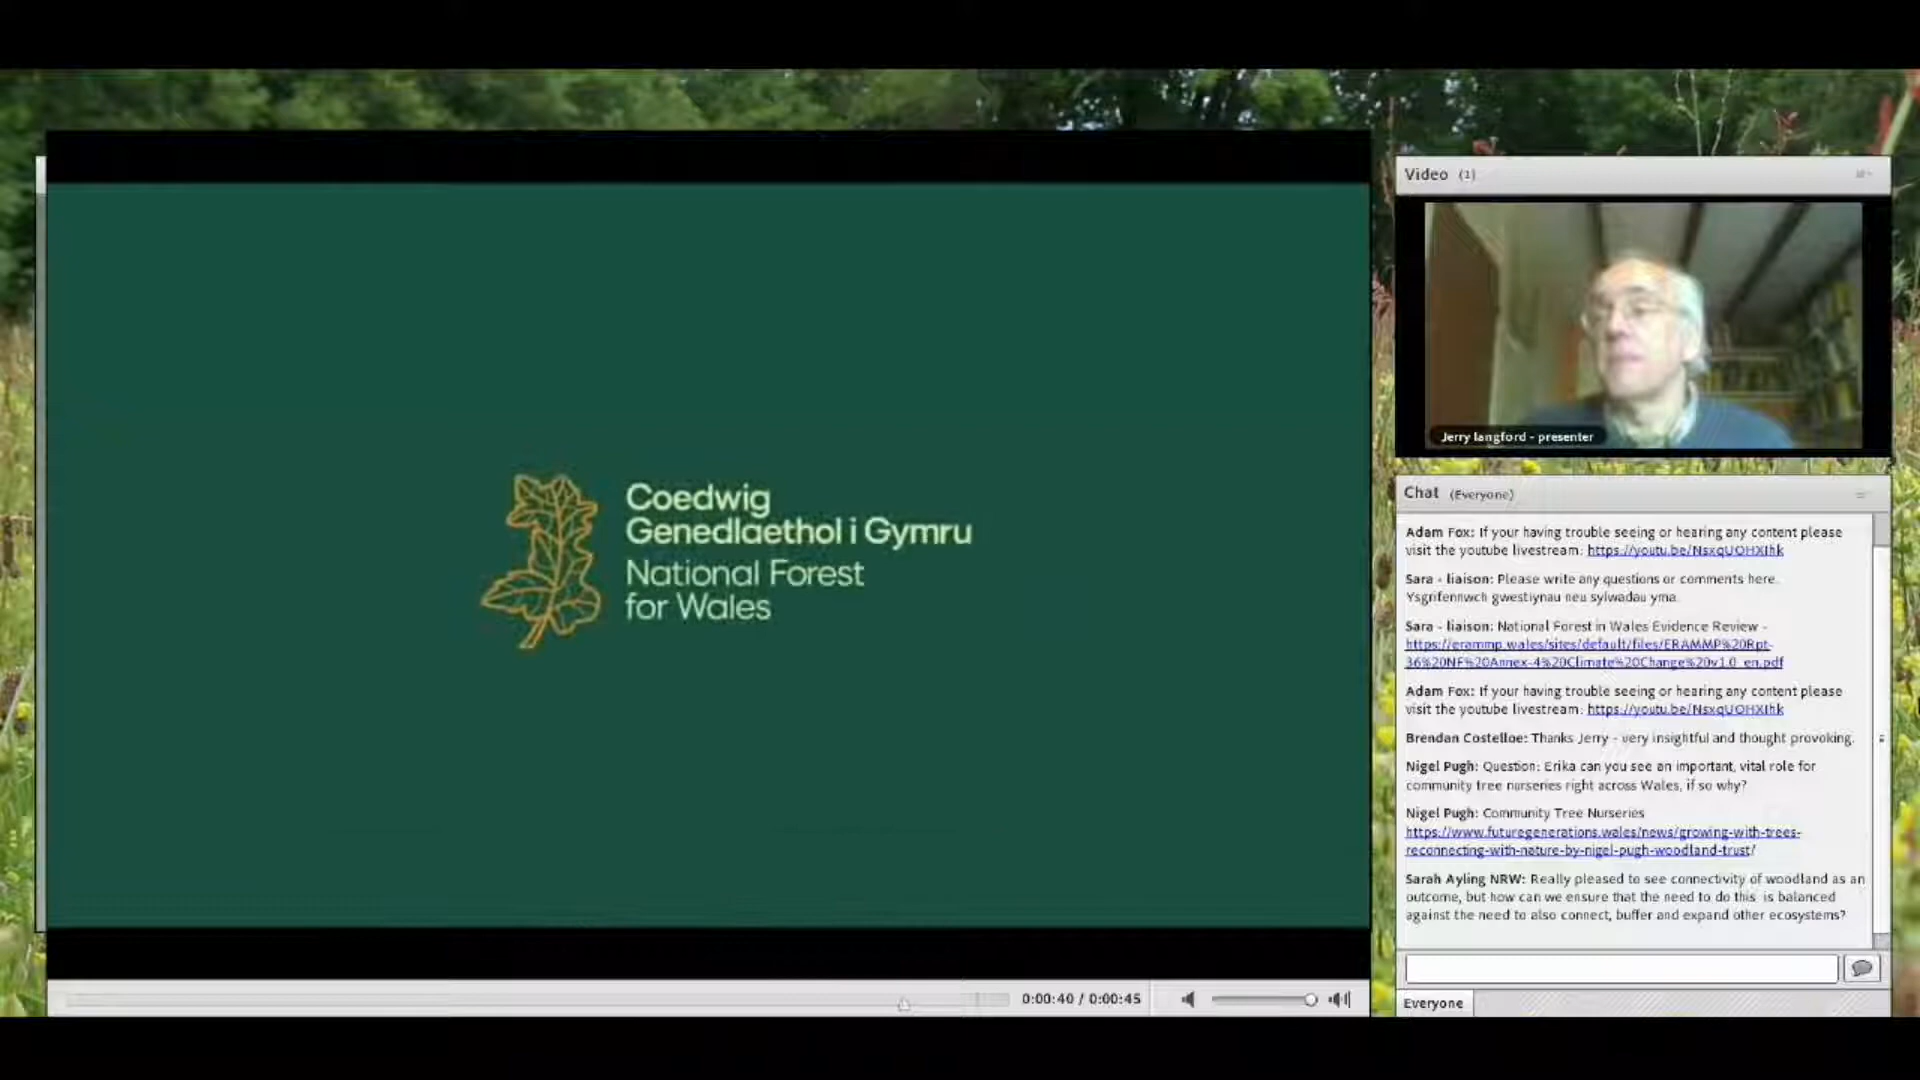 Coedwig
Genedlaethol i Gymru
National Forest
for Wales
0:00:40 / 0:00:45
Video (1)
Jerry langford - presenter
Chat (Everyone)
Adam Fox: If your having trouble seeing or hearing any content please
visit the youtube livestream: https://youtu.be/NsxqUOHXIhk
Sara - liaison: Please write any questions or comments here.
Ysgrifennwch gwestiynau neu sylwadau yma.
Sara - liaison: National Forest in Wales Evidence Review -
https://erammp.wales/sites/default/files/ERAMMP%20Rpt-
36%20NF%20Annex-4%20Climate%20Change%20v1.0_en.pdf
Adam Fox: If your having trouble seeing or hearing any content please
visit the youtube livestream: https://youtu.be/NsxqUOHXIhk
Brendan Costelloe: Thanks Jerry - very insightful and thought provoking.
Nigel Pugh: Question: Erika can you see an important, vital role for
community tree nurseries right across Wales, if so why?
Nigel Pugh: Community Tree Nurseries
https://www.futuregenerations.wales/news/growing-with-trees-
reconnecting-with-nature-by-nigel-pugh-woodland-trust/
Sarah Ayling NRW: Really pleased to see connectivity of woodland as an
outcome, but how can we ensure that the need to do this is balanced
against the need to also connect, buffer and expand other ecosystems?
Everyone